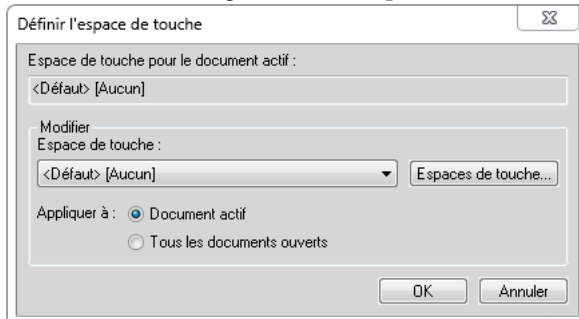 Définir l'espace de touche
Espace de touche pour le document actif :
<Défaut> [Aucun]
Modifier
Espace de touche :
<Défaut> [Aucun] Espaces de touche...
Appliquer à : Document actif
Tous les documents ouverts
OK Annuler